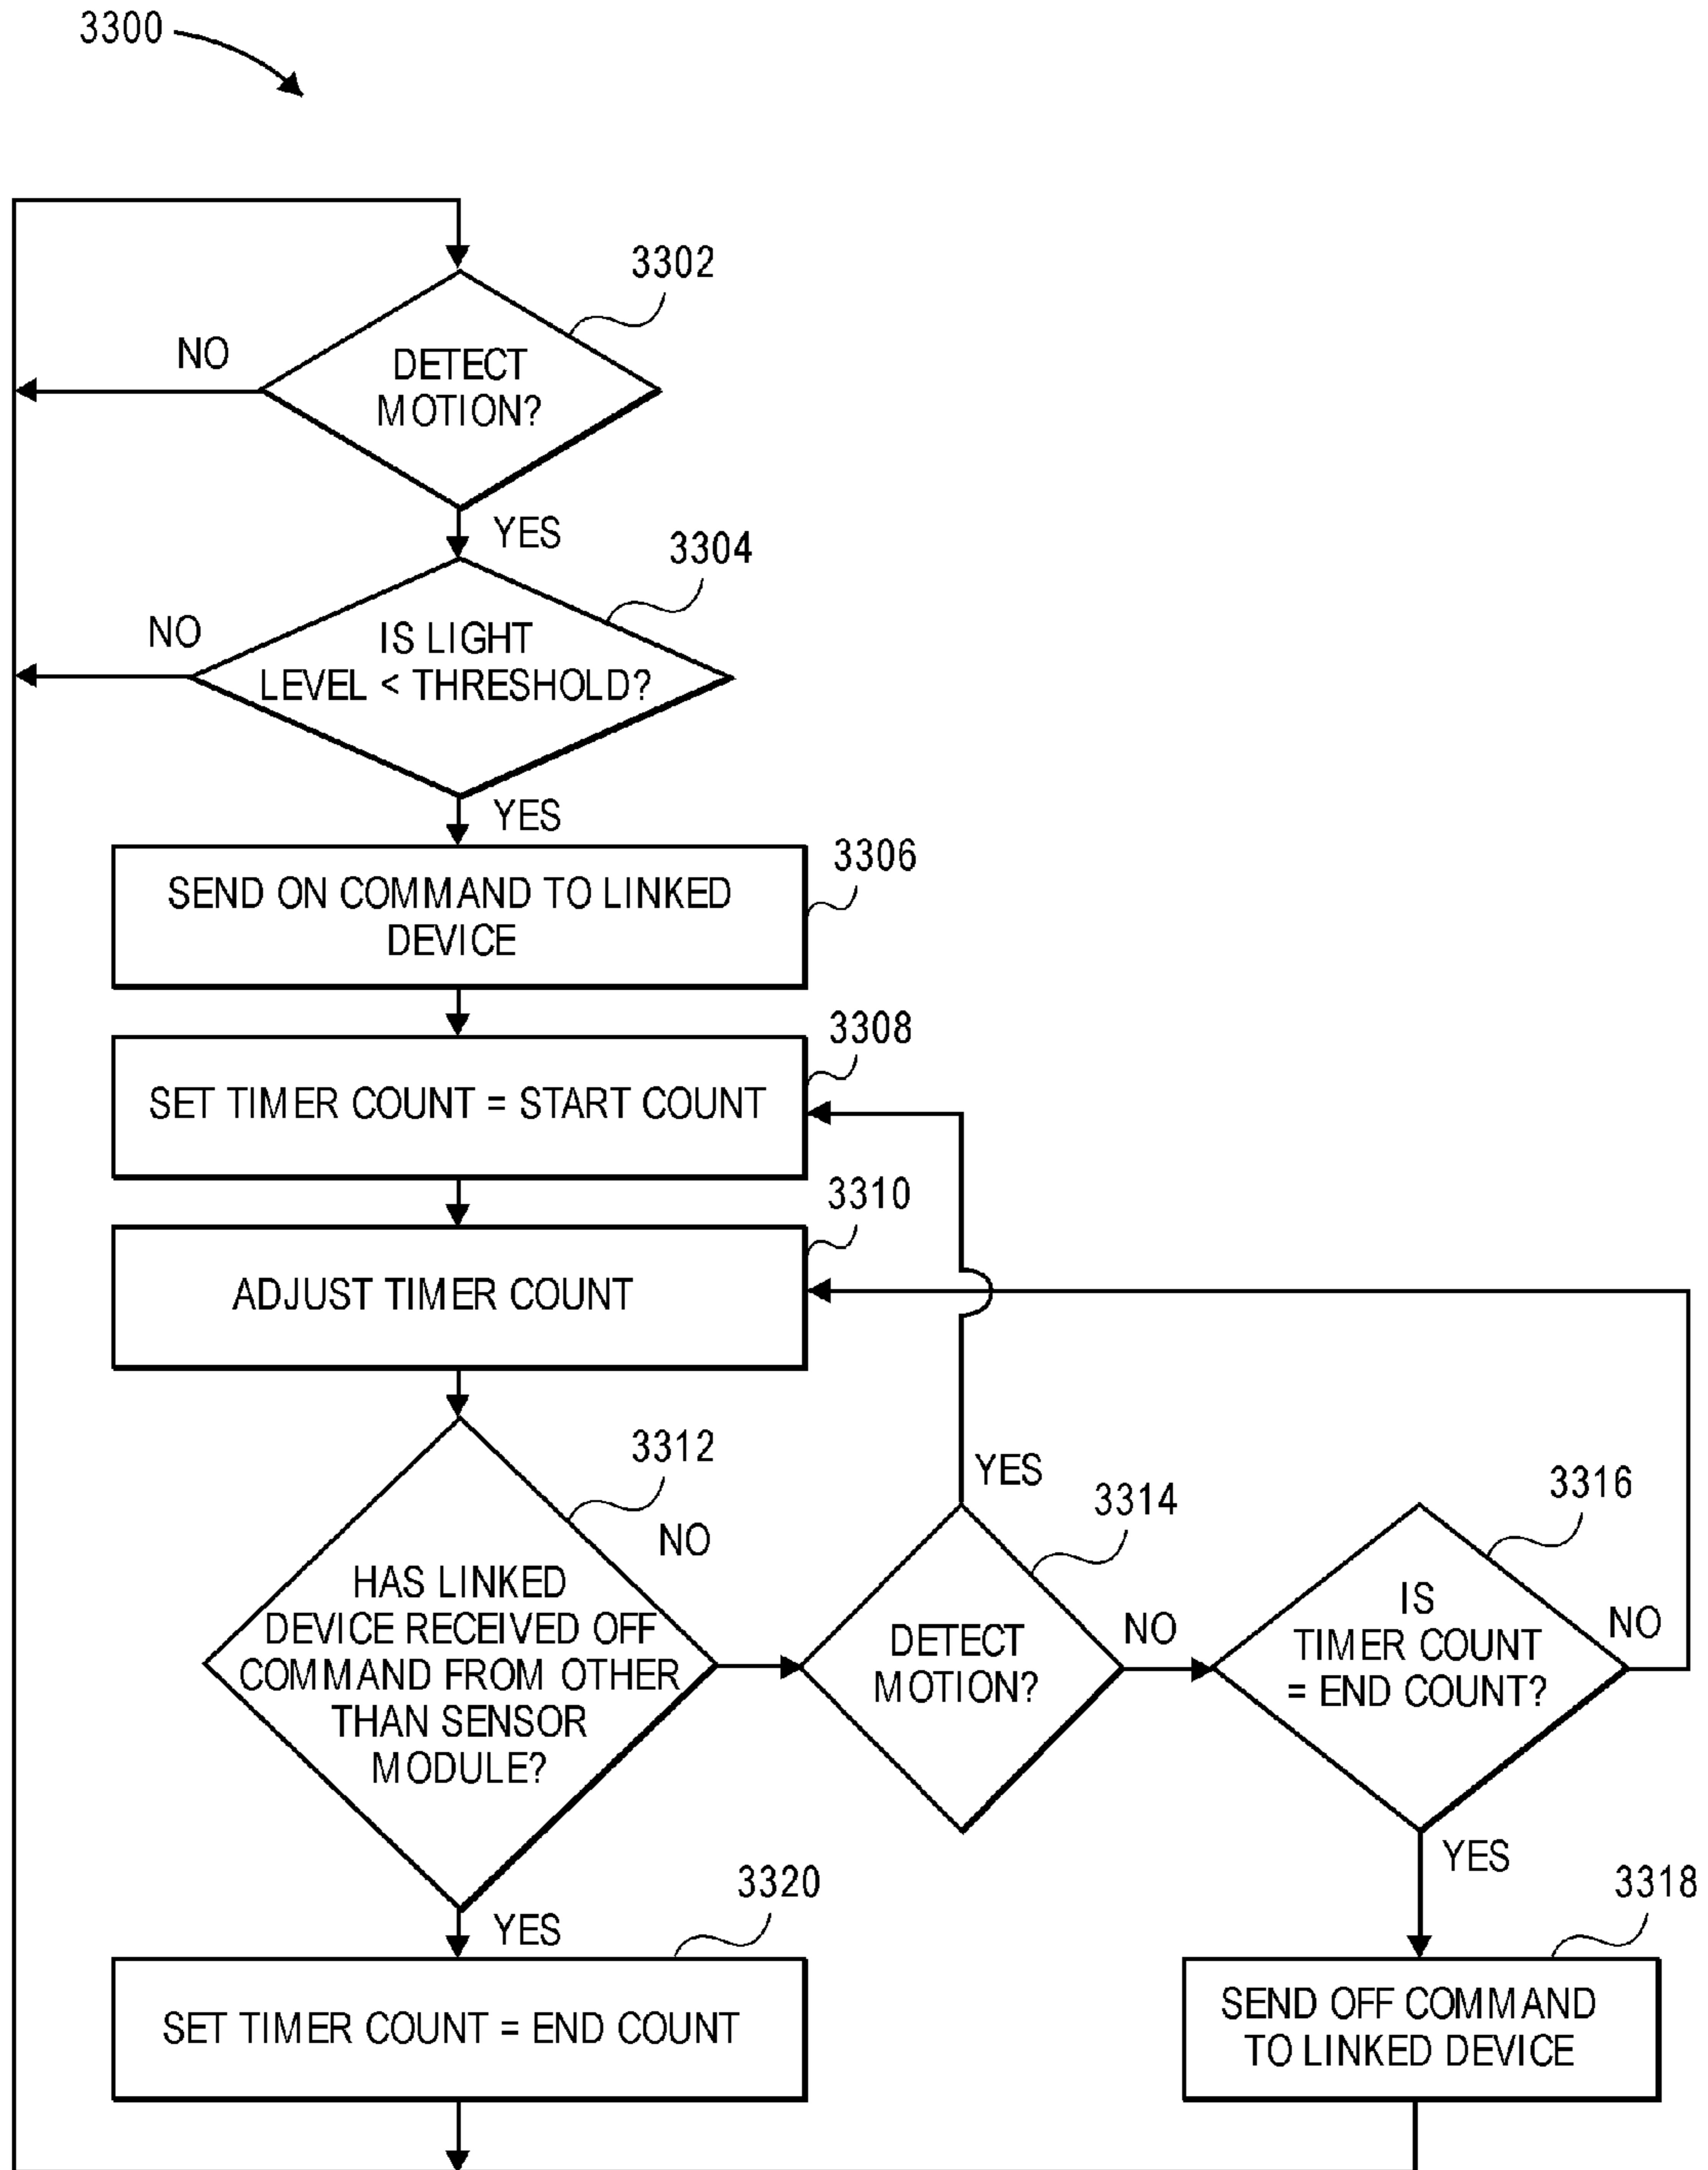 3300
3302
NO
DETECT
MOTION?
YES
3304
NO
IS LIGHT
LEVEL < THRESHOLD?
YES
3306
SEND ON COMMAND TO LINKED
DEVICE
3308
SET TIMER COUNT = START COUNT
3310
ADJUST TIMER COUNT
3312
NO
HAS LINKED
DEVICE RECEIVED OFF
COMMAND FROM OTHER
THAN SENSOR
MODULE?
YES
YES
3314
DETECT
MOTION?
NO
3316
IS
TIMER COUNT
= END COUNT?
NO
YES
3320
SET TIMER COUNT = END COUNT
3318
SEND OFF COMMAND
TO LINKED DEVICE